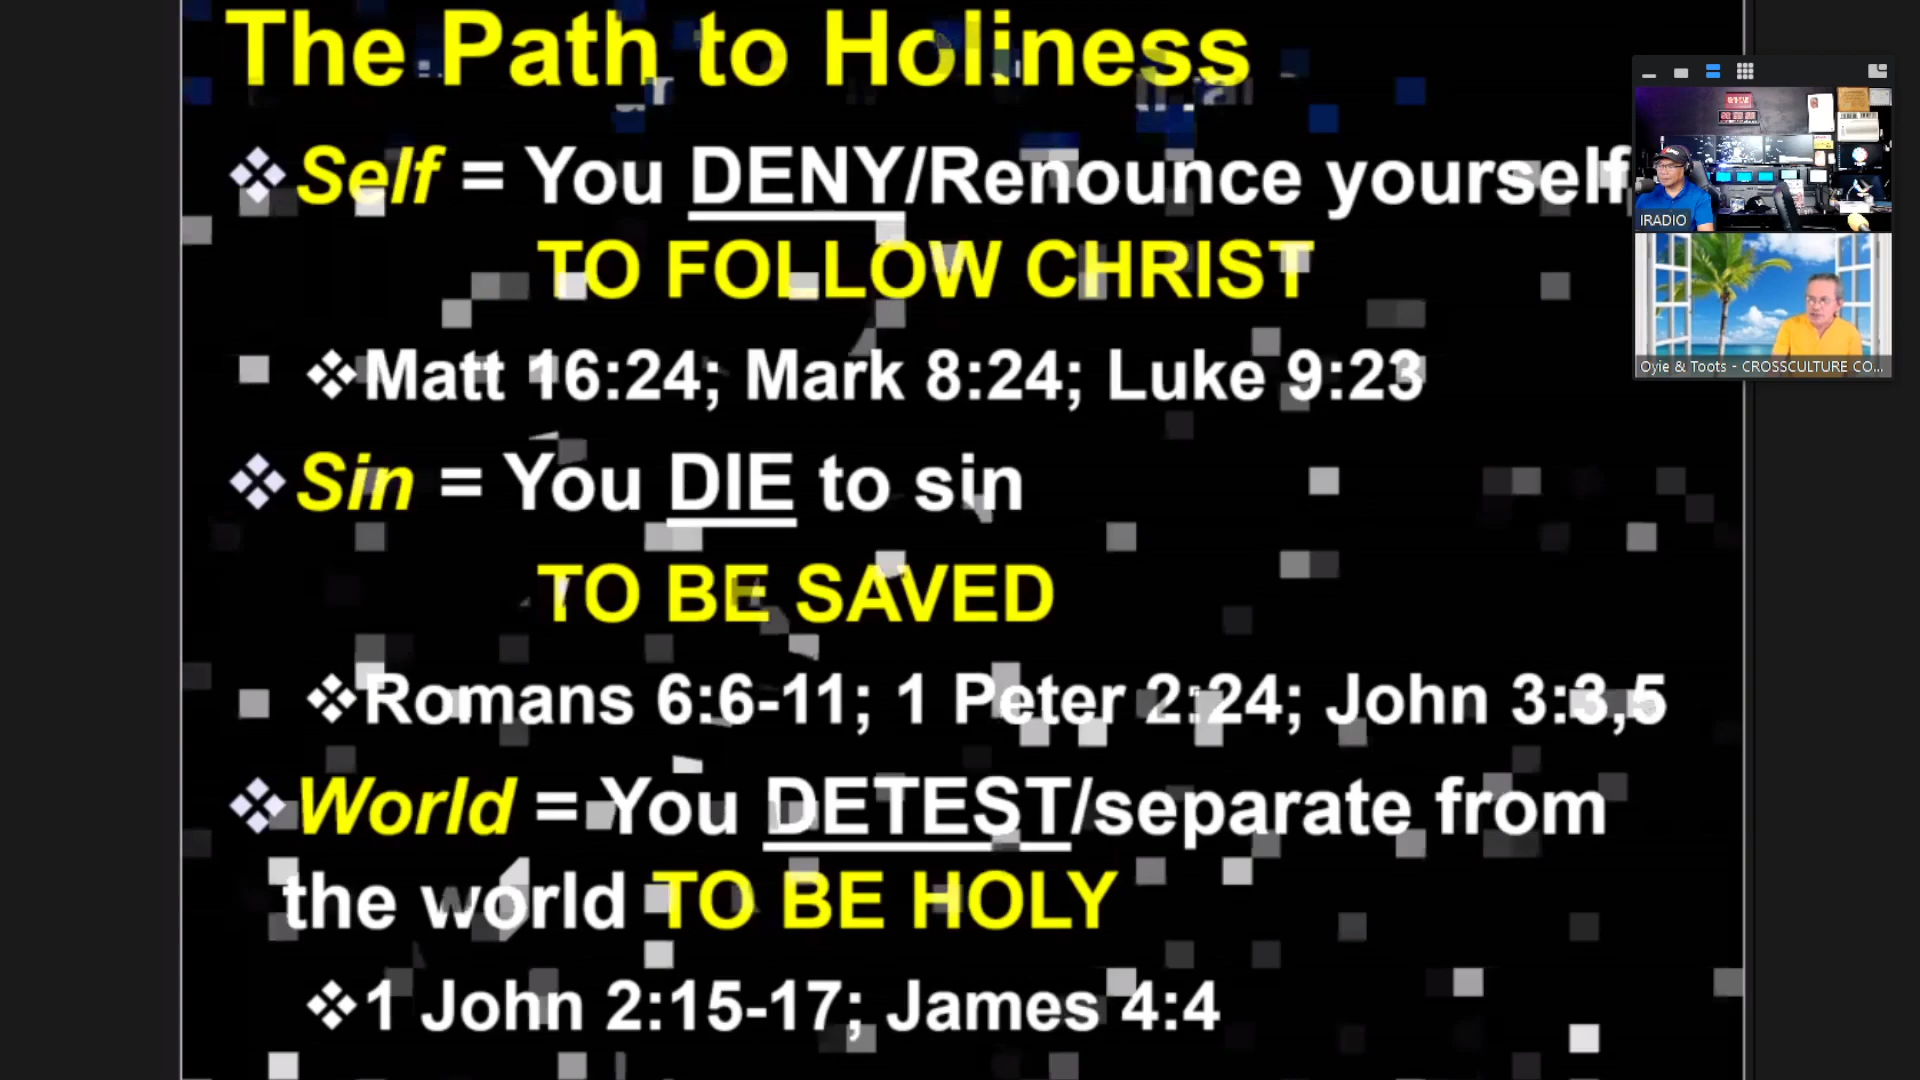 The Path to Holiness
❖Self = You DENY/Renounce yourself
TO FOLLOW CHRIST
❖Matt 16:24; Mark 8:24; Luke 9:23
❖Sin = You DIE to sin
TO BE SAVED
❖Romans 6:6-11; 1 Peter 2:24; John 3:3,5
❖World = You DETEST/separate from
the world TO BE HOLY
❖1 John 2:15-17; James 4:4
IRADIO
Oyie & Toots - CROSSCULTURE CO...